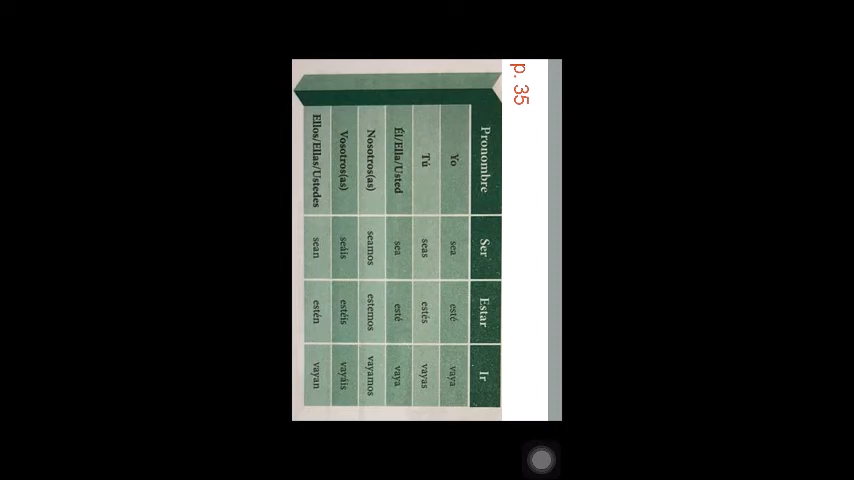 p. 35
Pronombre Ser Estar Ir
Yo sea esté vaya
Tú seas estés vayas
Él/Ella/Usted sea esté vaya
Nosotros(as) seamos estemos vayamos
Vosotros(as) seáis estéis vayáis
Ellos/Ellas/Ustedes sean estén vayan